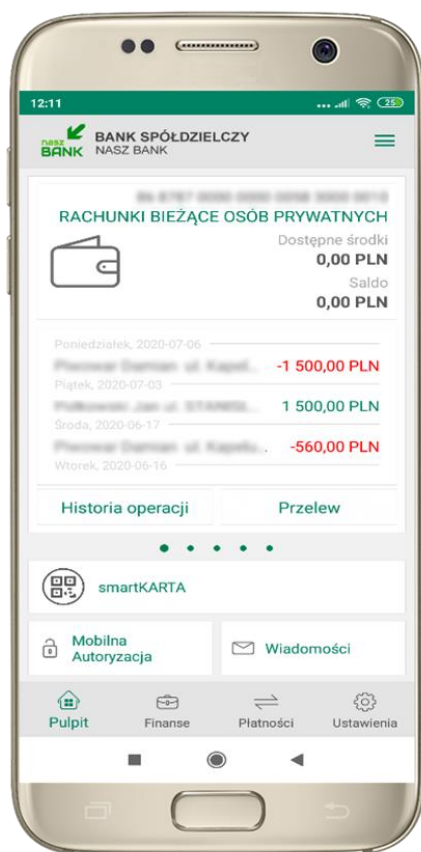 12:11
25
nasz
BANK
BANK SPÓŁDZIELCZY
NASZ BANK
RACHUNKI BIEŻĄCE OSÓB PRYWATNYCH
Dostępne środki
0,00 PLN
Saldo
0,00 PLN
Poniedziałek, 2020-07-06
-1 500,00 PLN
Piątek, 2020-07-03
1 500,00 PLN
Środa, 2020-06-17
-560,00 PLN
Wtorek, 2020-06-16
Historia operacji Przelew
smartKARTA
Mobilna
Autoryzacja
Wiadomości
Pulpit Finanse Płatności Ustawienia